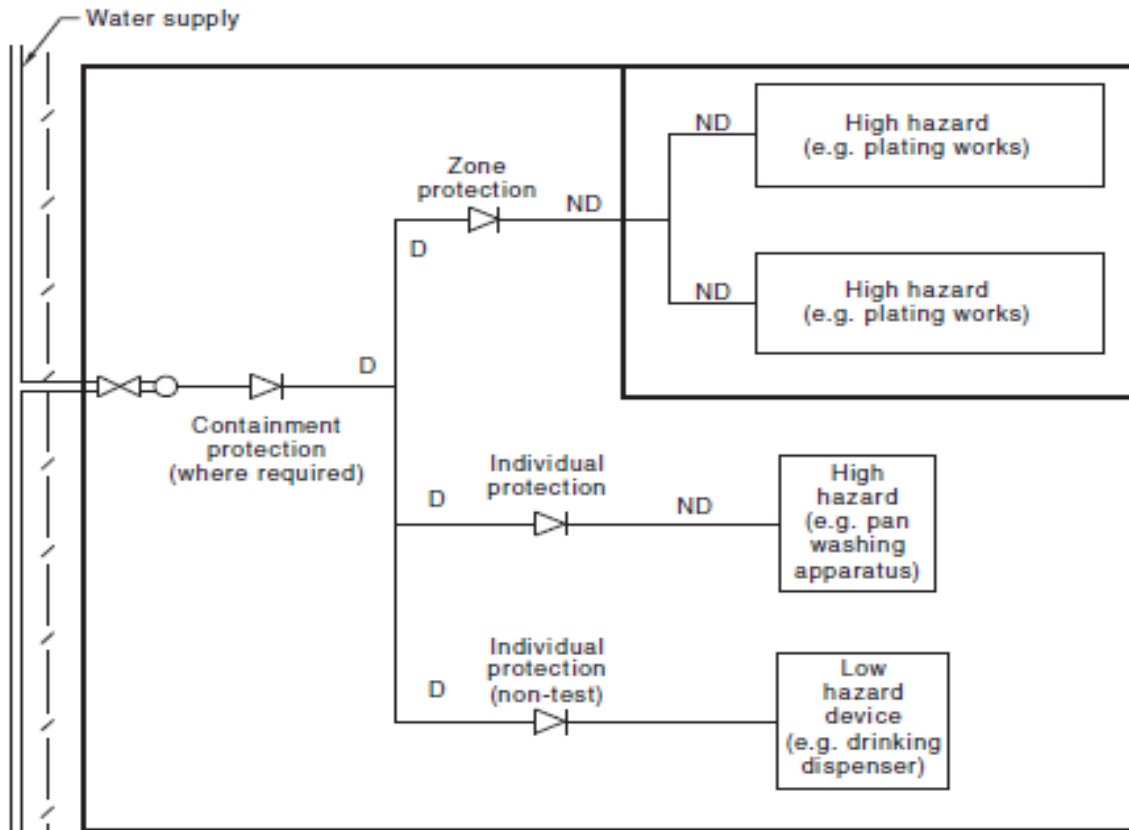 Water supply
ND
High hazard
(e.g. plating works)
Zone
protection
ND
D
ND
High hazard
(e.g. plating works)
D
Containment
protection
(where required)
Individual
protection
D
ND
High
hazard
(e.g. pan
washing
apparatus)
Individual
protection
(non-test)
D
Low
hazard
device
(e.g. drinking
dispenser)